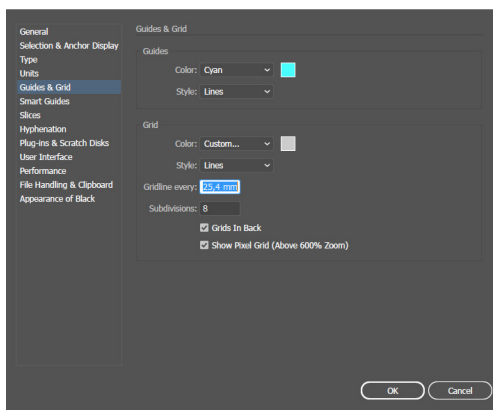 General
Selection & Anchor Display
Type
Units
Guides & Grid
Smart Guides
Slices
Hyphenation
Plug-ins & Scratch Disks
User Interface
Performance
File Handling & Clipboard
Appearance of Black
Guides & Grid
Guides
Color: Cyan
Style: Lines
Grid
Color: Custom...
Style: Lines
Gridline every: 25,4 mm
Subdivisions: 8
Grids In Back
Show Pixel Grid (Above 600% Zoom)
OK Cancel